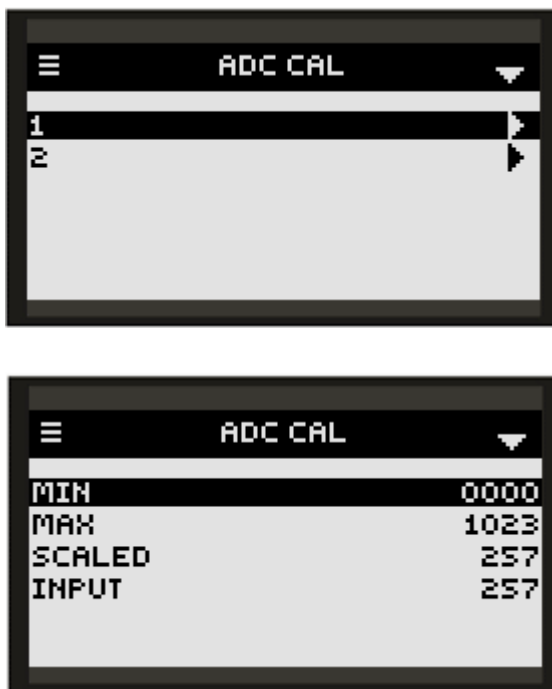 ADC CAL
1
2
ADC CAL
MIN 0000
MAX 1023
SCALED 257
INPUT 257